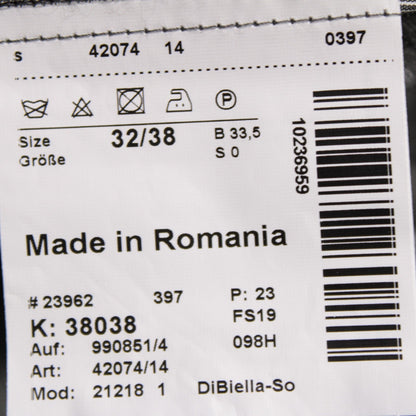 s 42074 14 0397
P
Size 32/38 B 33,5
Größe S 0
10236959
Made in Romania
# 23962 397 P: 23
K: 38038 FS19
Auf: 990851/4 098H
Art: 42074/14
Mod: 21218 1 DiBiella-So